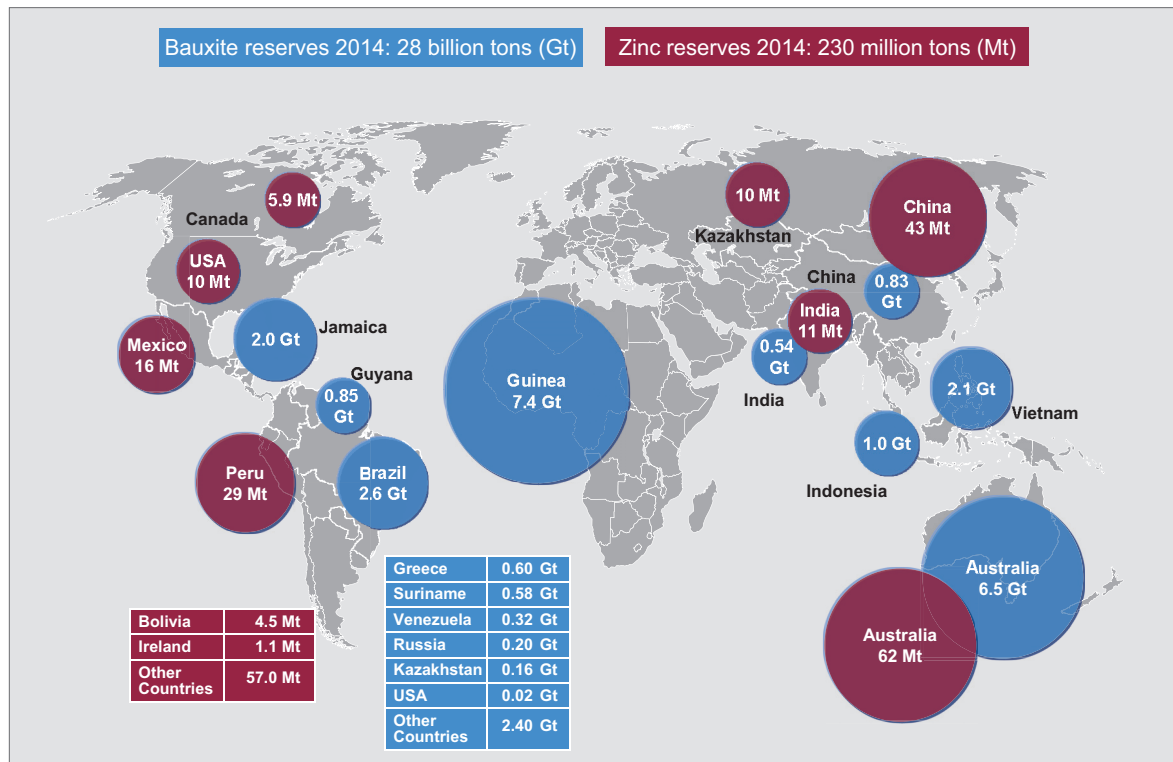 Bauxite reserves 2014: 28 billion tons (Gt)
Zinc reserves 2014: 230 million tons (Mt)
5.9 Mt
Canada
USA
10 Mt
Mexico
16 Mt
2.0 Gt
Jamaica
Guyana
0.85
Gt
Peru
29 Mt
Brazil
2.6 Gt
Guinea
7.4 Gt
10 Mt
Kazakhstan
China
43 Mt
China
0.83
Gt
India
11 Mt
0.54
Gt
India
2.1 Gt
Vietnam
1.0 Gt
Indonesia
Australia
6.5 Gt
Australia
62 Mt
Bolivia 4.5 Mt
Ireland 1.1 Mt
Other
Countries 57.0 Mt
Greece 0.60 Gt
Suriname 0.58 Gt
Venezuela 0.32 Gt
Russia 0.20 Gt
Kazakhstan 0.16 Gt
USA 0.02 Gt
Other
Countries 2.40 Gt